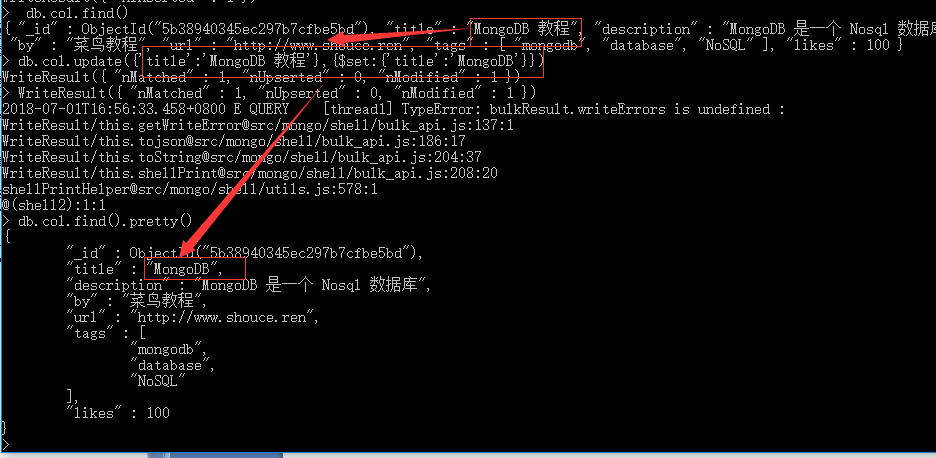 >  db.col.find()
{ "_id" : ObjectId("5b38940345ec297b7cfbe5bd"), "title" : "MongoDB 教程", "description" : "MongoDB 是一个 Nosql 数据库
 "by" : "菜鸟教程", "url" : "http://www.shouce.ren", "tags" : [ "mongodb", "database", "NoSQL" ], "likes" : 100 }
> db.col.update({'title':'MongoDB 教程'},{$set:{'title':'MongoDB'}})
WriteResult({ "nMatched" : 1, "nUpserted" : 0, "nModified" : 1 })
> WriteResult({ "nMatched" : 1, "nUpserted" : 0, "nModified" : 1 })
2018-07-01T16:56:33.458+0800 E QUERY    [thread1] TypeError: bulkResult.writeErrors is undefined :
WriteResult/this.getWriteError@src/mongo/shell/bulk_api.js:137:1
WriteResult/this.tojson@src/mongo/shell/bulk_api.js:186:17
WriteResult/this.toString@src/mongo/shell/bulk_api.js:204:37
WriteResult/this.shellPrint@src/mongo/shell/bulk_api.js:208:20
shellPrintHelper@src/mongo/shell/utils.js:578:1
@(shell2):1:1
> db.col.find().pretty()
{
        "_id" : ObjectId("5b38940345ec297b7cfbe5bd"),
        "title" : "MongoDB",
        "description" : "MongoDB 是一个 Nosql 数据库",
        "by" : "菜鸟教程",
        "url" : "http://www.shouce.ren",
        "tags" : [
                "mongodb",
                "database",
                "NoSQL"
        ],
        "likes" : 100
}
>